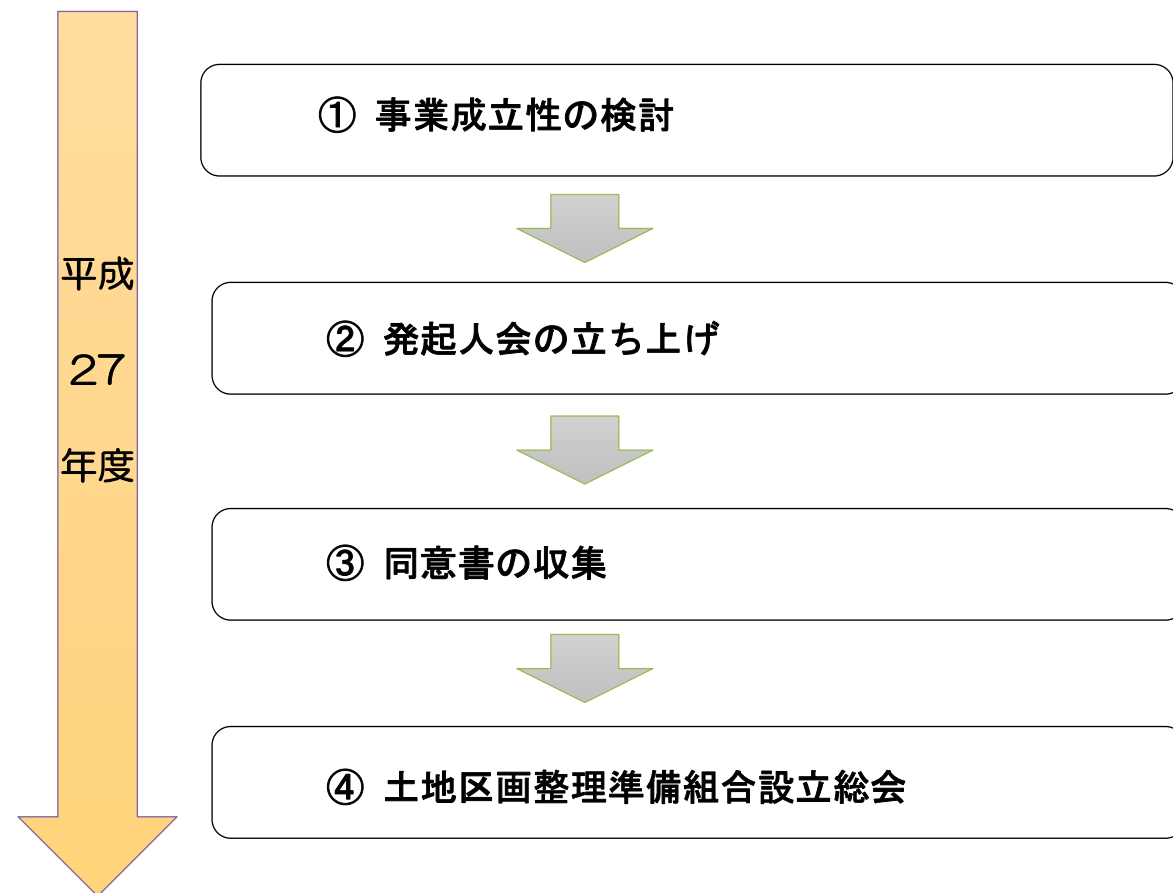 平成
27
年度
① 事業成立性の検討
② 発起人会の立ち上げ
③ 同意書の収集
④ 土地区画整理準備組合設立総会